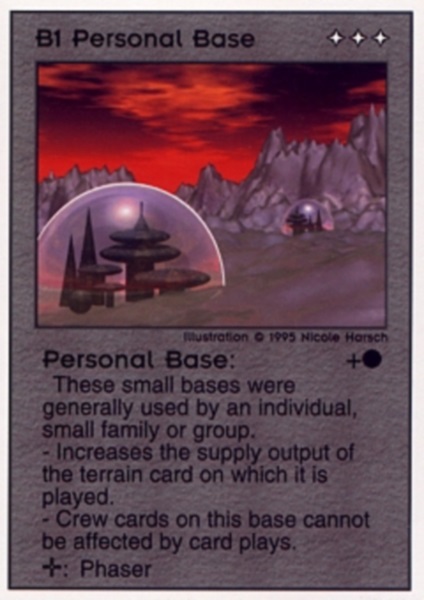 B1 Personal Base
Illustration © 1995 Nicole Harsch
Personal Base: +●
These small bases were
generally used by an individual,
small family or group.
- Increases the supply output of
the terrain card on which it is
played.
- Crew cards on this base cannot
be affected by card plays.
✛: Phaser